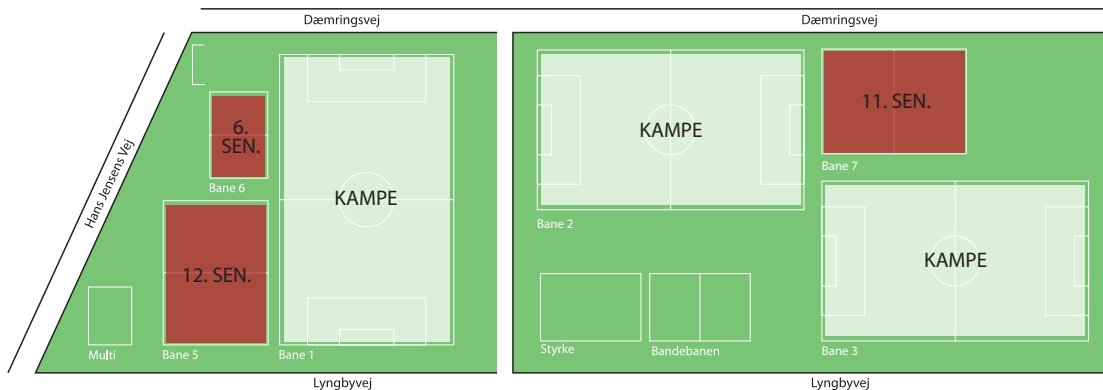 Dæmringsvej
Dæmringsvej
Hans Jensens Vej
6.
SEN.
Bane 6
KAMPE
12. SEN.
Multi
Bane 5
Bane 1
Lyngbyvej
KAMPE
Bane 2
11. SEN.
Bane 7
KAMPE
Styrke
Bandebanen
Bane 3
Lyngbyvej